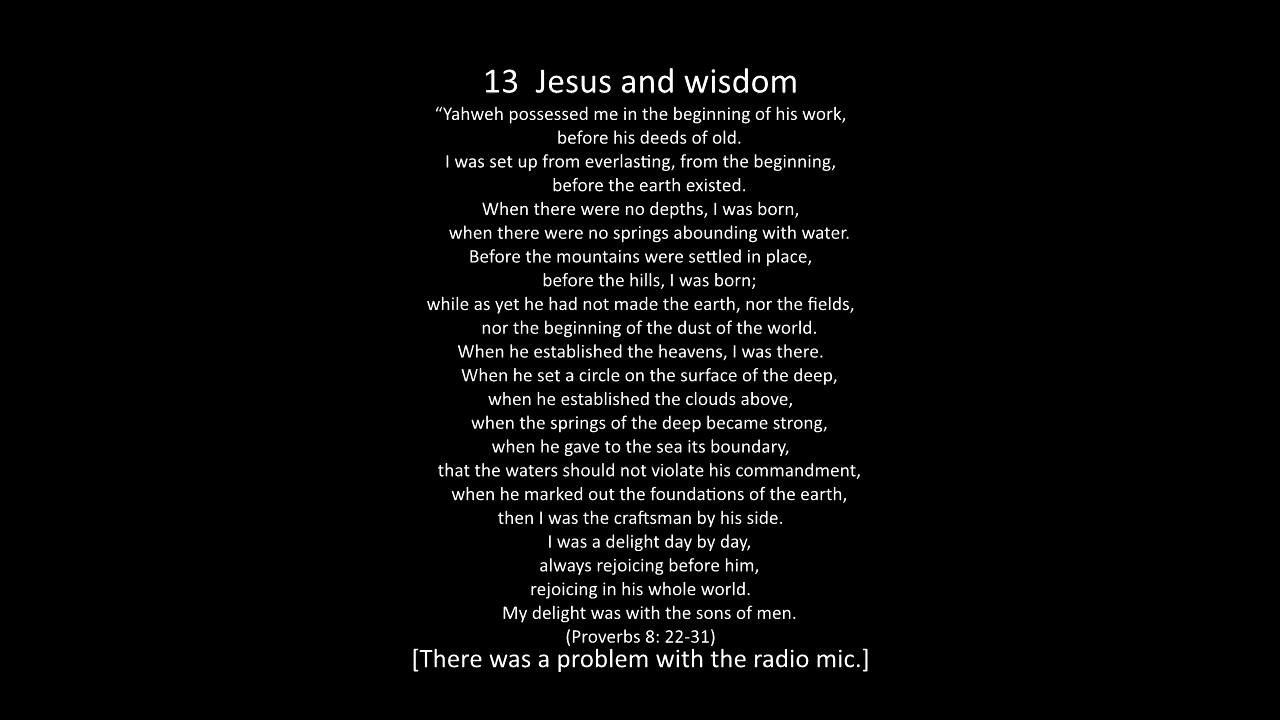 13  Jesus and wisdom
“Yahweh possessed me in the beginning of his work,
before his deeds of old.
I was set up from everlasting, from the beginning,
before the earth existed.
When there were no depths, I was born,
when there were no springs abounding with water.
Before the mountains were settled in place,
before the hills, I was born;
while as yet he had not made the earth, nor the fields,
nor the beginning of the dust of the world.
When he established the heavens, I was there.
When he set a circle on the surface of the deep,
when he established the clouds above,
when the springs of the deep became strong,
when he gave to the sea its boundary,
that the waters should not violate his commandment,
when he marked out the foundations of the earth,
then I was the craftsman by his side.
I was a delight day by day,
always rejoicing before him,
rejoicing in his whole world.
My delight was with the sons of men.
(Proverbs 8: 22-31)
[There was a problem with the radio mic.]